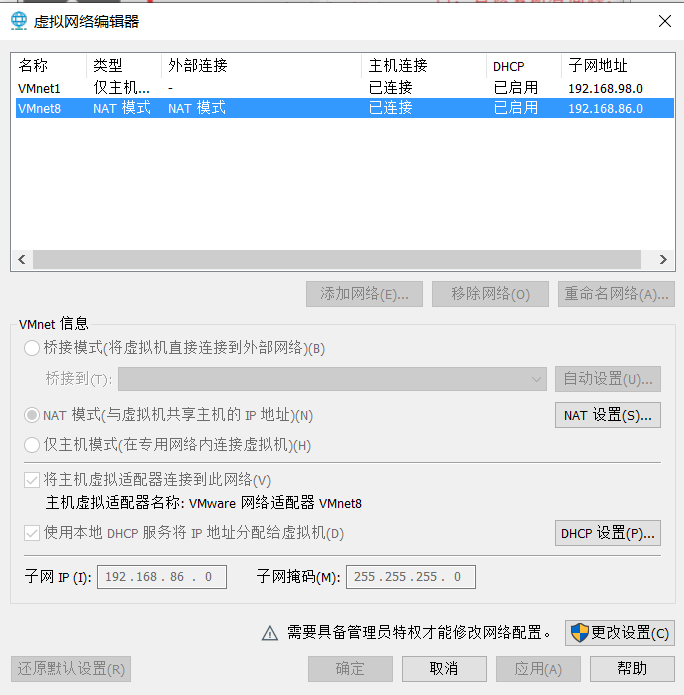 虚拟网络编辑器
名称 类型 外部连接 主机连接 DHCP 子网地址
VMnet1 仅主机... - 已连接 已启用 192.168.98.0
VMnet8 NAT 模式 NAT 模式 已连接 已启用 192.168.86.0
添加网络(E)... 移除网络(O) 重命名网络(A)...
VMnet 信息
桥接模式(将虚拟机直接连接到外部网络)(B)
桥接到(T): 自动设置(U)...
NAT 模式(与虚拟机共享主机的 IP 地址)(N) NAT 设置(S)...
仅主机模式(在专用网络内连接虚拟机)(H)
将主机虚拟适配器连接到此网络(V)
主机虚拟适配器名称: VMware 网络适配器 VMnet8
使用本地 DHCP 服务将 IP 地址分配给虚拟机(D) DHCP 设置(P)...
子网 IP (I): 192.168.86.0 子网掩码(M): 255.255.255.0
需要具备管理员特权才能修改网络配置。 更改设置(C)
还原默认设置(R) 确定 取消 应用(A) 帮助